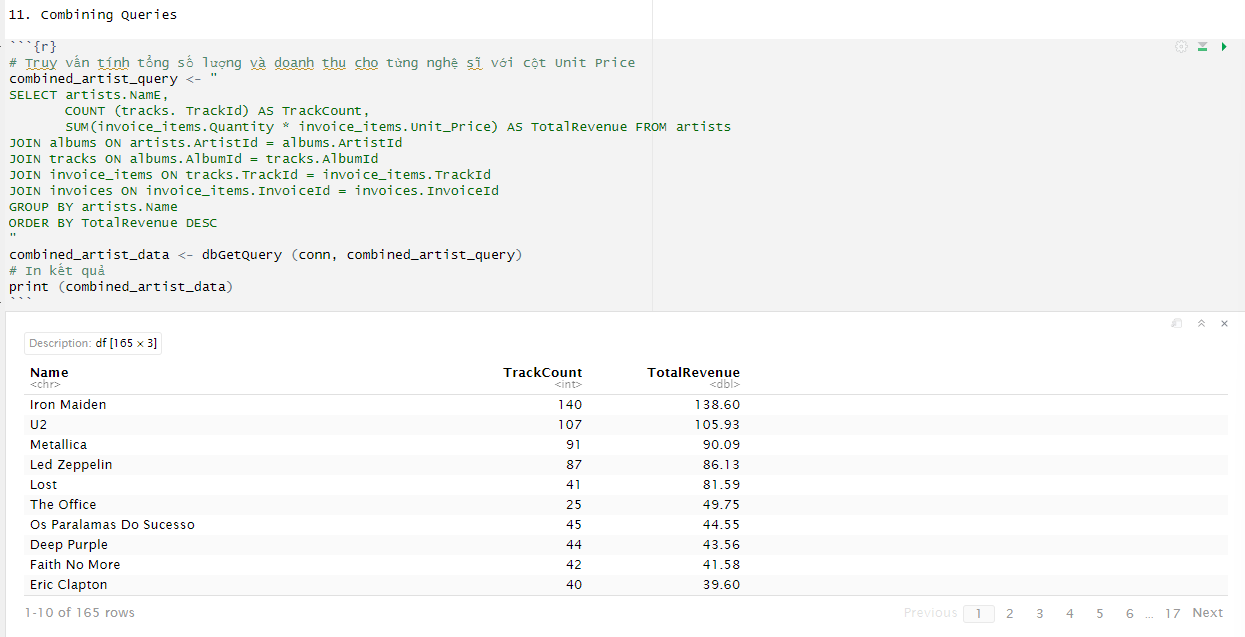 11. Combining Queries
```{r}
# Truy vấn tính tổng số lượng và doanh thu cho từng nghệ sĩ với cột Unit Price
combined_artist_query <- "
SELECT artists.NamE,
COUNT (tracks. TrackId) AS TrackCount,
SUM(invoice_items.Quantity * invoice_items.Unit_Price) AS TotalRevenue FROM artists
JOIN albums ON artists.ArtistId = albums.ArtistId
JOIN tracks ON albums.AlbumId = tracks.AlbumId
JOIN invoice_items ON tracks.TrackId = invoice_items.TrackId
JOIN invoices ON invoice_items.InvoiceId = invoices.InvoiceId
GROUP BY artists.Name
ORDER BY TotalRevenue DESC
"
combined_artist_data <- dbGetQuery (conn, combined_artist_query)
# In kết quả
print (combined_artist_data)
```
Description: df [165 × 3]
Name TrackCount TotalRevenue
<chr> <int> <dbl>
Iron Maiden 140 138.60
U2 107 105.93
Metallica 91 90.09
Led Zeppelin 87 86.13
Lost 41 81.59
The Office 25 49.75
Os Paralamas Do Sucesso 45 44.55
Deep Purple 44 43.56
Faith No More 42 41.58
Eric Clapton 40 39.60
1-10 of 165 rows Previous 1 2 3 4 5 6 ... 17 Next